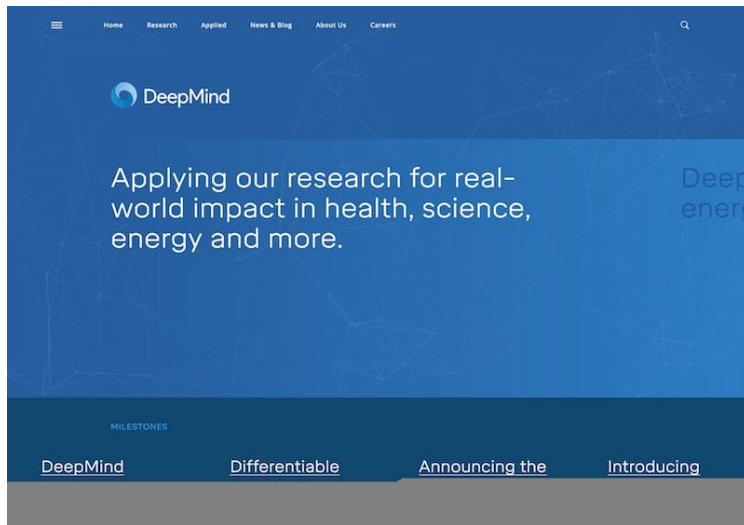 Home Research Applied News & Blog About Us Careers
DeepMind
Applying our research for real-
world impact in health, science,
energy and more.
MILESTONES
DeepMind Differentiable Announcing the Introducing